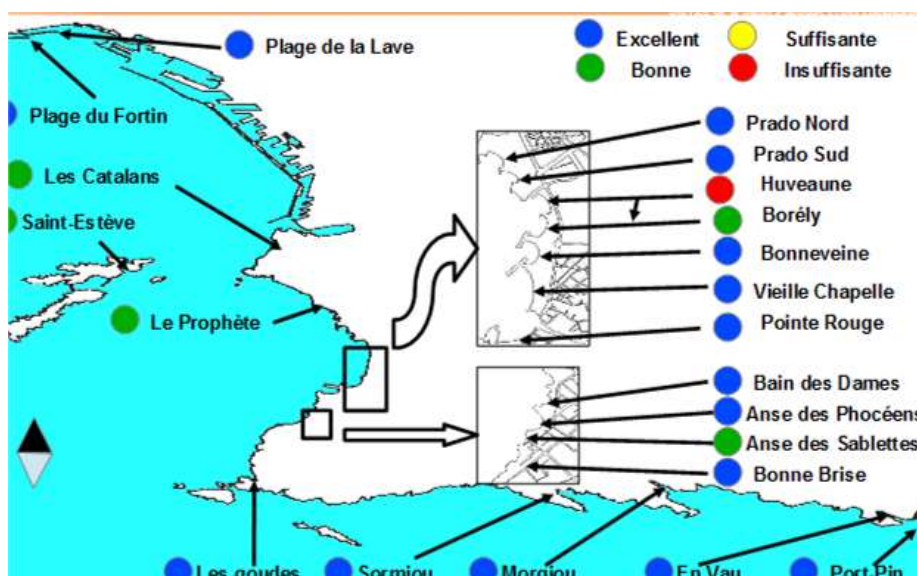 Plage de la Lave
Excellent
Suffisante
Bonne
Insuffisante
Plage du Fortin
Les Catalans
Saint-Estève
Le Prophète
Prado Nord
Prado Sud
Huveaune
Borély
Bonneveine
Vieille Chapelle
Pointe Rouge
Bain des Dames
Anse des Phocéens
Anse des Sablettes
Bonne Brise
Les goudes
Sormiou
Morgiou
En Vau
Port Pin